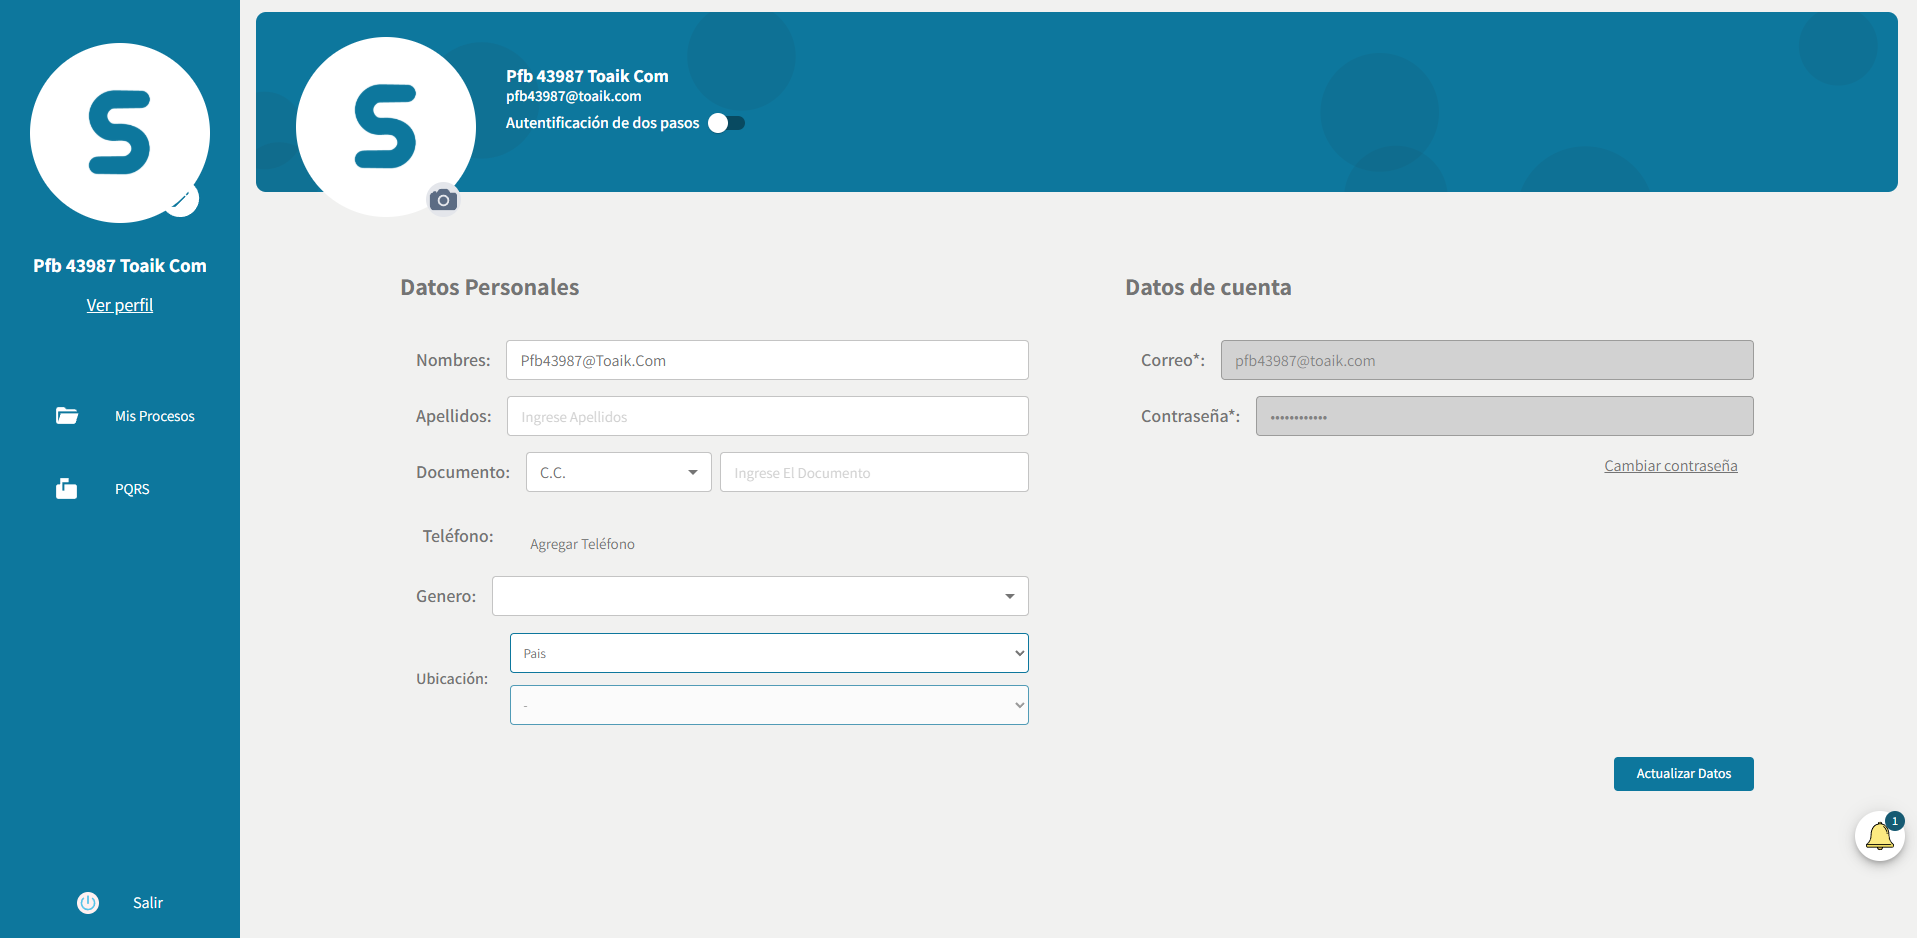 S
Pfb 43987 Toaik Com
Ver perfil
Mis Procesos
PQRS
Salir
S
Pfb 43987 Toaik Com
pfb43987@toaik.com
Autentificación de dos pasos
Datos Personales
Nombres: Pfb43987@Toaik.Com
Apellidos: Ingrese Apellidos
Documento: C.C. Ingrese El Documento
Teléfono: Agregar Teléfono
Genero:
Ubicación: Pais
-
Datos de cuenta
Correo*: pfb43987@toaik.com
Contraseña*: ••••••••••••
Cambiar contraseña
Actualizar Datos
1